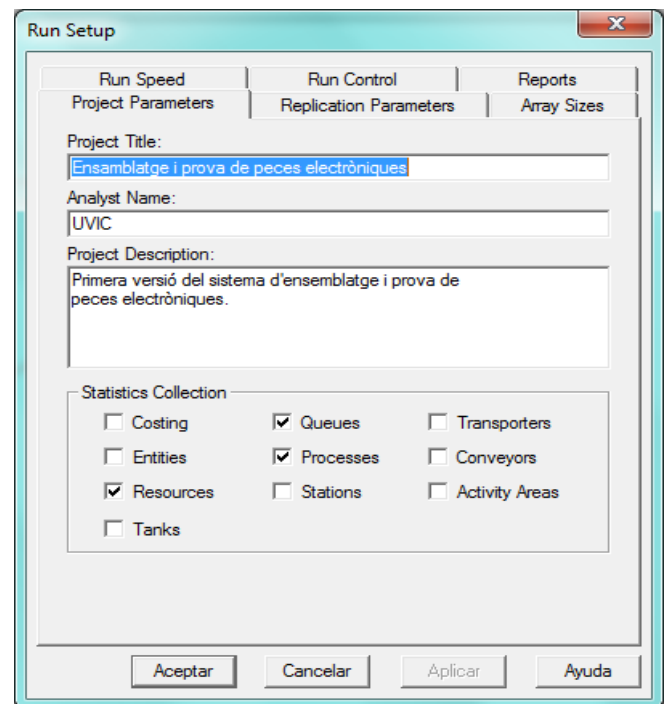 Run Setup
Run Speed
Run Control
Reports
Project Parameters
Replication Parameters
Array Sizes
Project Title:
Ensamblatge i prova de peces electròniques
Analyst Name:
UVIC
Project Description:
Primera versió del sistema d'ensemblatge i prova de
peces electròniques.
Statistics Collection
Costing
Queues
Transporters
Entities
Processes
Conveyors
Resources
Stations
Activity Areas
Tanks
Aceptar
Cancelar
Aplicar
Ayuda